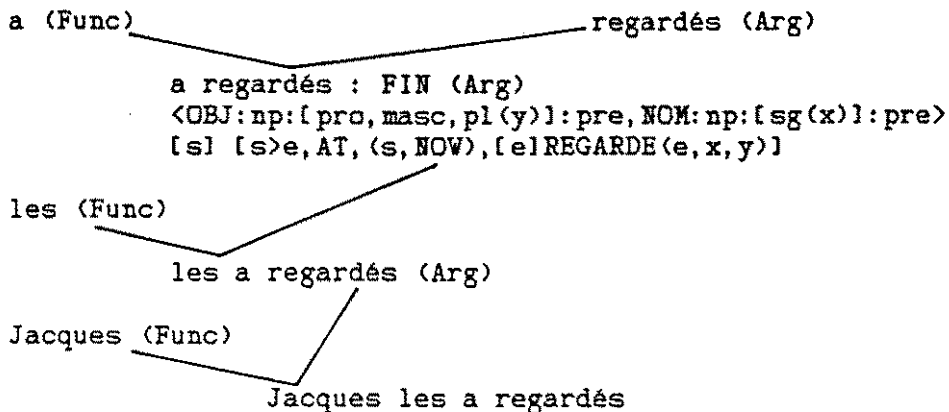 a (Func) regardés (Arg)
a regardés : FIN (Arg)
<OBJ:np:[pro,masc,pl(y)]:pre,NOM:np:[sg(x)]:pre>
[s] [s>e,AT,(s,NOW),[e]REGARDE(e,x,y)]
les (Func)
les a regardés (Arg)
Jacques (Func)
Jacques les a regardés